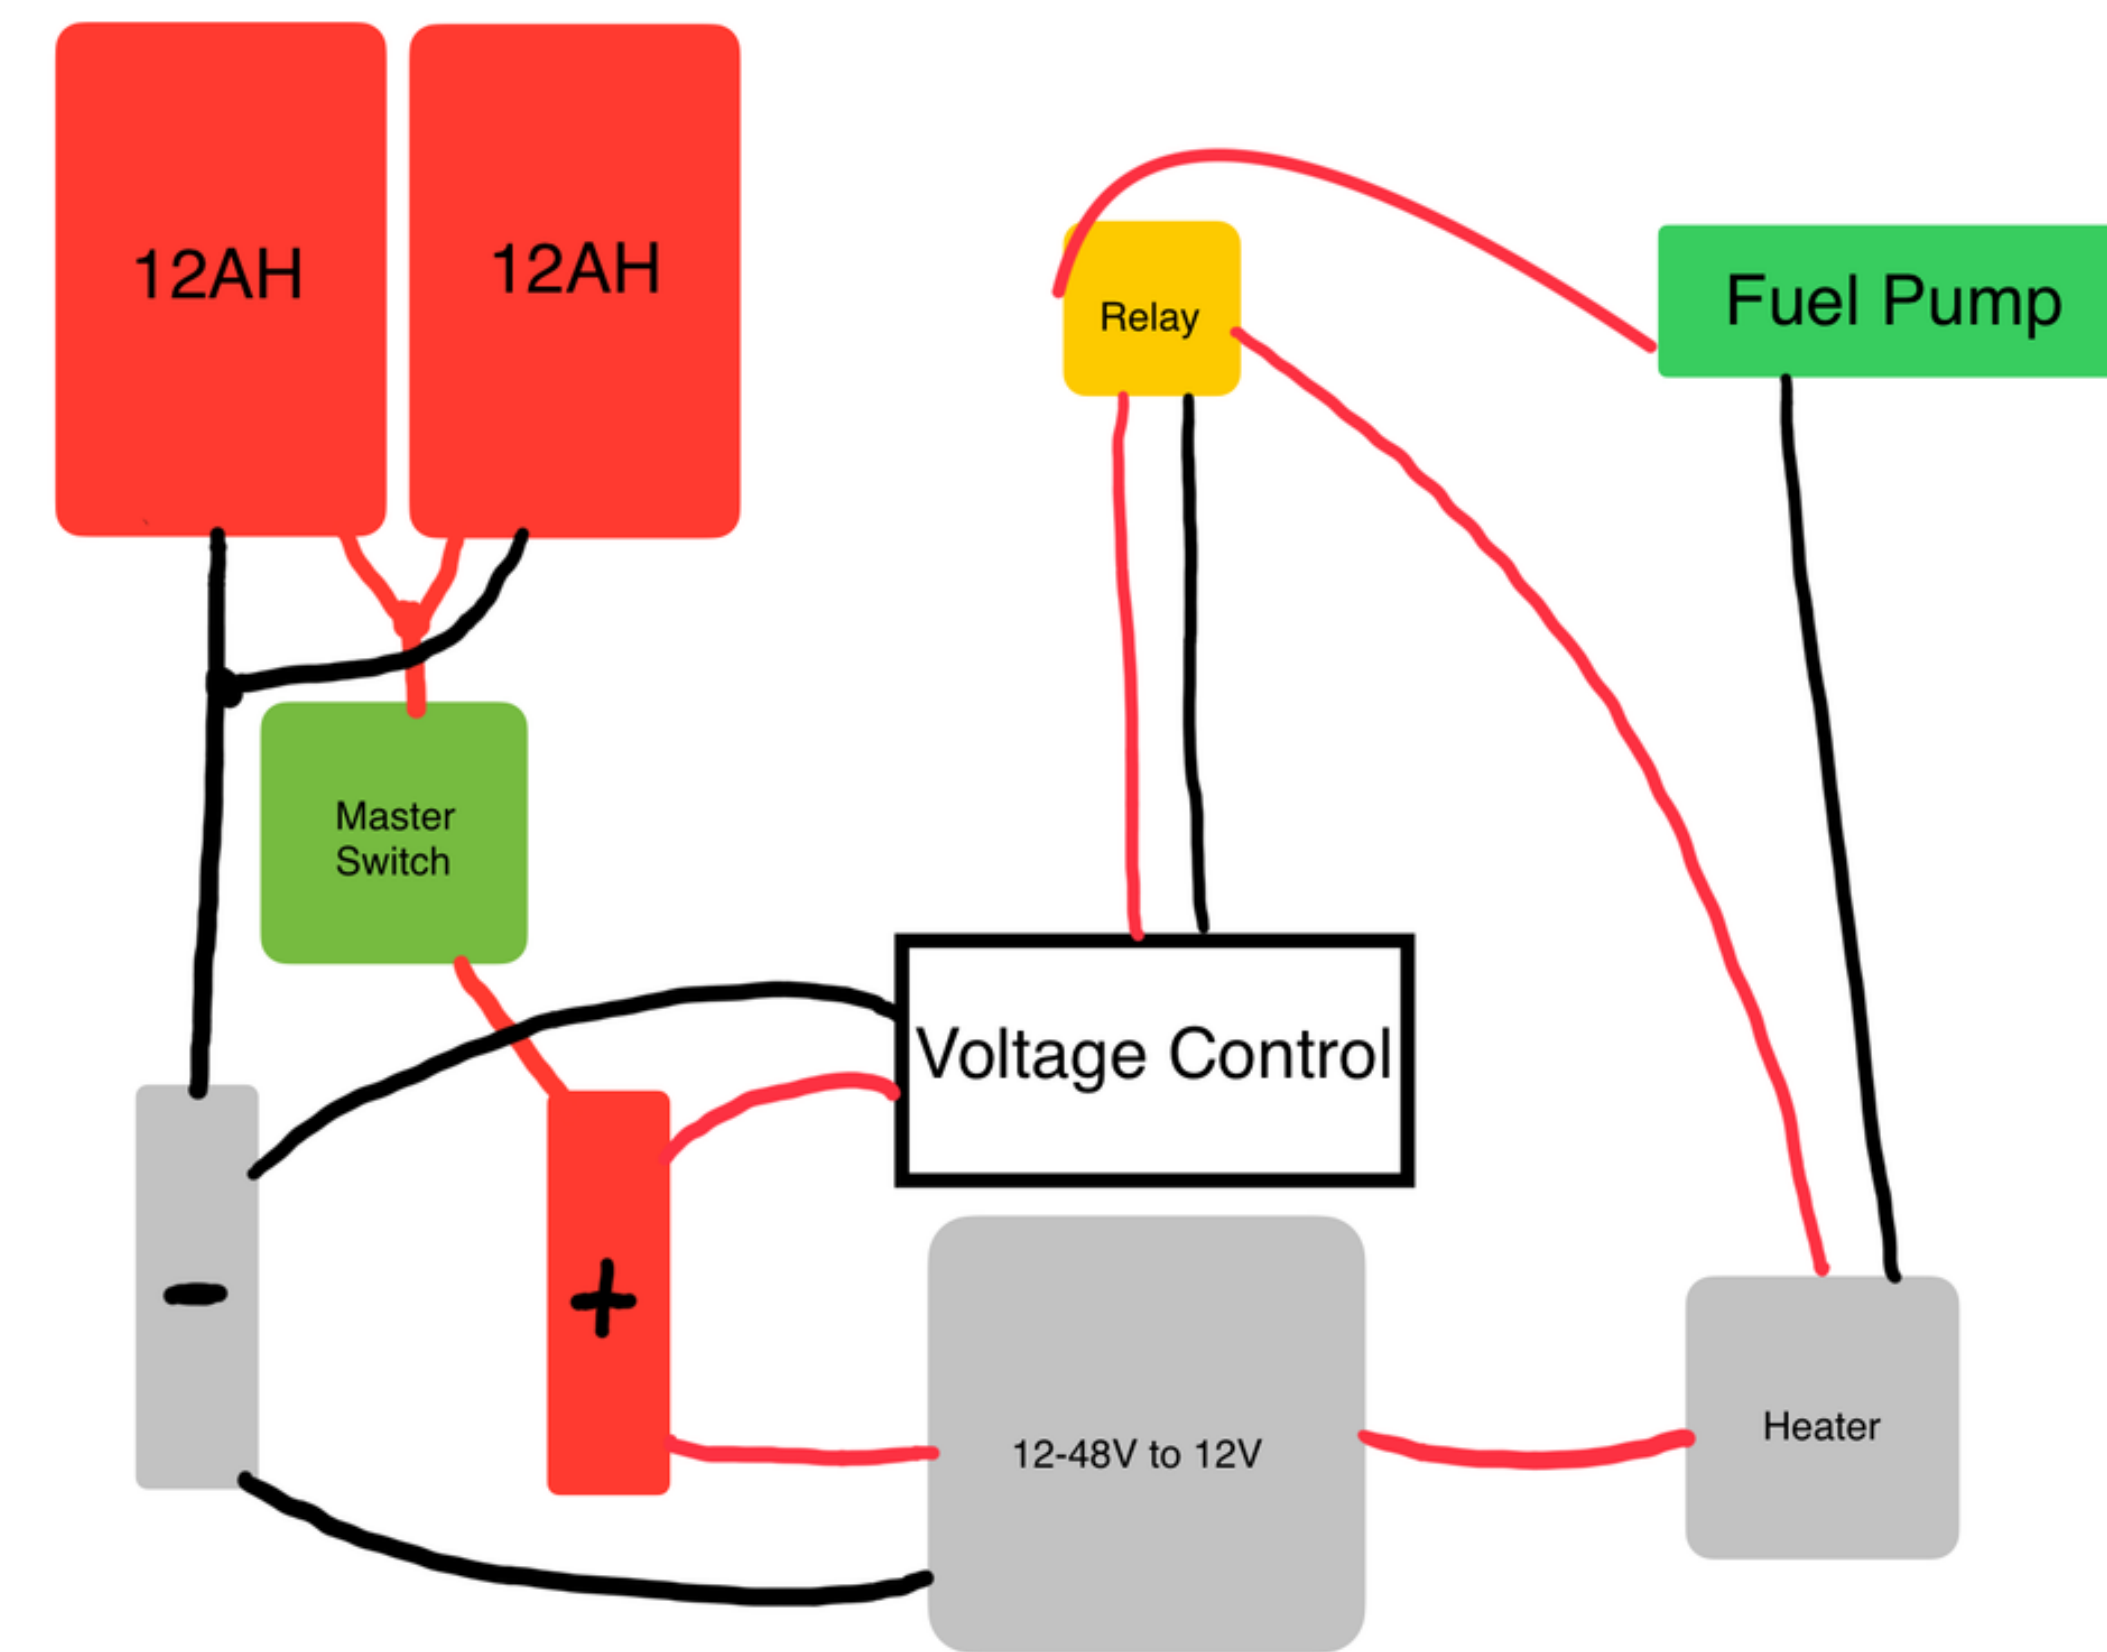 12AH
12AH
Relay
Fuel Pump
Master
Switch
Voltage Control
-
+
12-48V to 12V
Heater